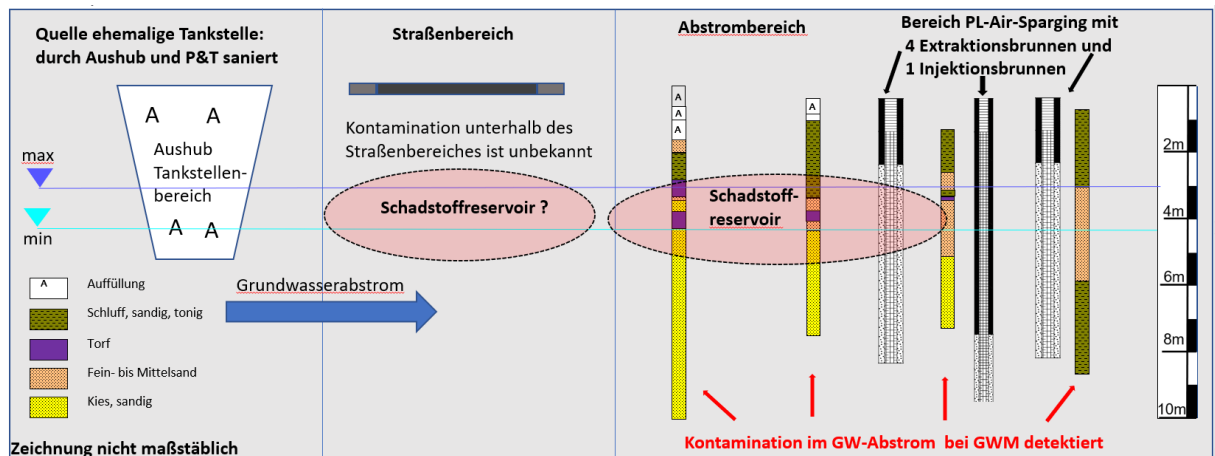 Quelle ehemalige Tankstelle:
durch Aushub und P&T saniert
A
A
Aushub
Tankstellen-
bereich
A
A
max
min
A
Auffüllung
Schluff, sandig, tonig
Torf
Fein- bis Mittelsand
Kies, sandig
Zeichnung nicht maßstäblich
Grundwasserabstrom
Straßenbereich
Kontamination unterhalb des
Straßenbereiches ist unbekannt
Schadstoffreservoir ?
Abstrombereich
Bereich PL-Air-Sparging mit
4 Extraktionsbrunnen und
1 Injektionsbrunnen
A
A
A
A
Schadstoff-
reservoir
2m
4m
6m
8m
10m
Kontamination im GW-Abstrom bei GWM detektiert